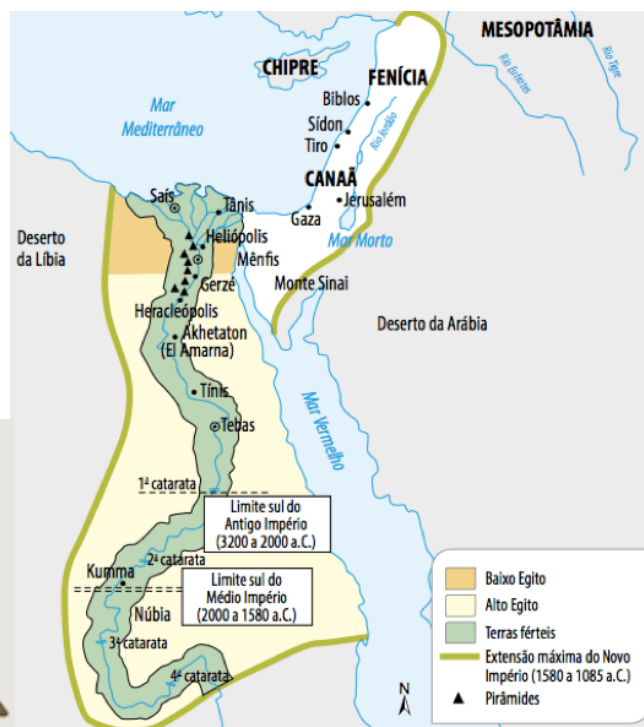 MESOPOTÂMIA
CHIPRE
Rio Eufrates
Rio Tigre
FENÍCIA
Biblos
Mar
Mediterrâneo
Sídon
Tiro
Rio Jordão
CANAÃ
Saís
Tânis
Jerusalém
Gaza
Heliópolis
Mar Morto
Deserto
da Líbia
Mênfis
Gerzé
Monte Sinai
Heracleópolis
Deserto da Arábia
Akhetaton
(El Amarna)
Tínis
Mar Vermelho
Tebas
1ª catarata
Limite sul do
Antigo Império
(3200 a 2000 a.C.)
2ª catarata
Kumma
Limite sul do
Médio Império
(2000 a 1580 a.C.)
Núbia
3ª catarata
4ª catarata
N
Baixo Egito
Alto Egito
Terras férteis
Extensão máxima do Novo
Império (1580 a 1085 a.C.)
Pirâmides